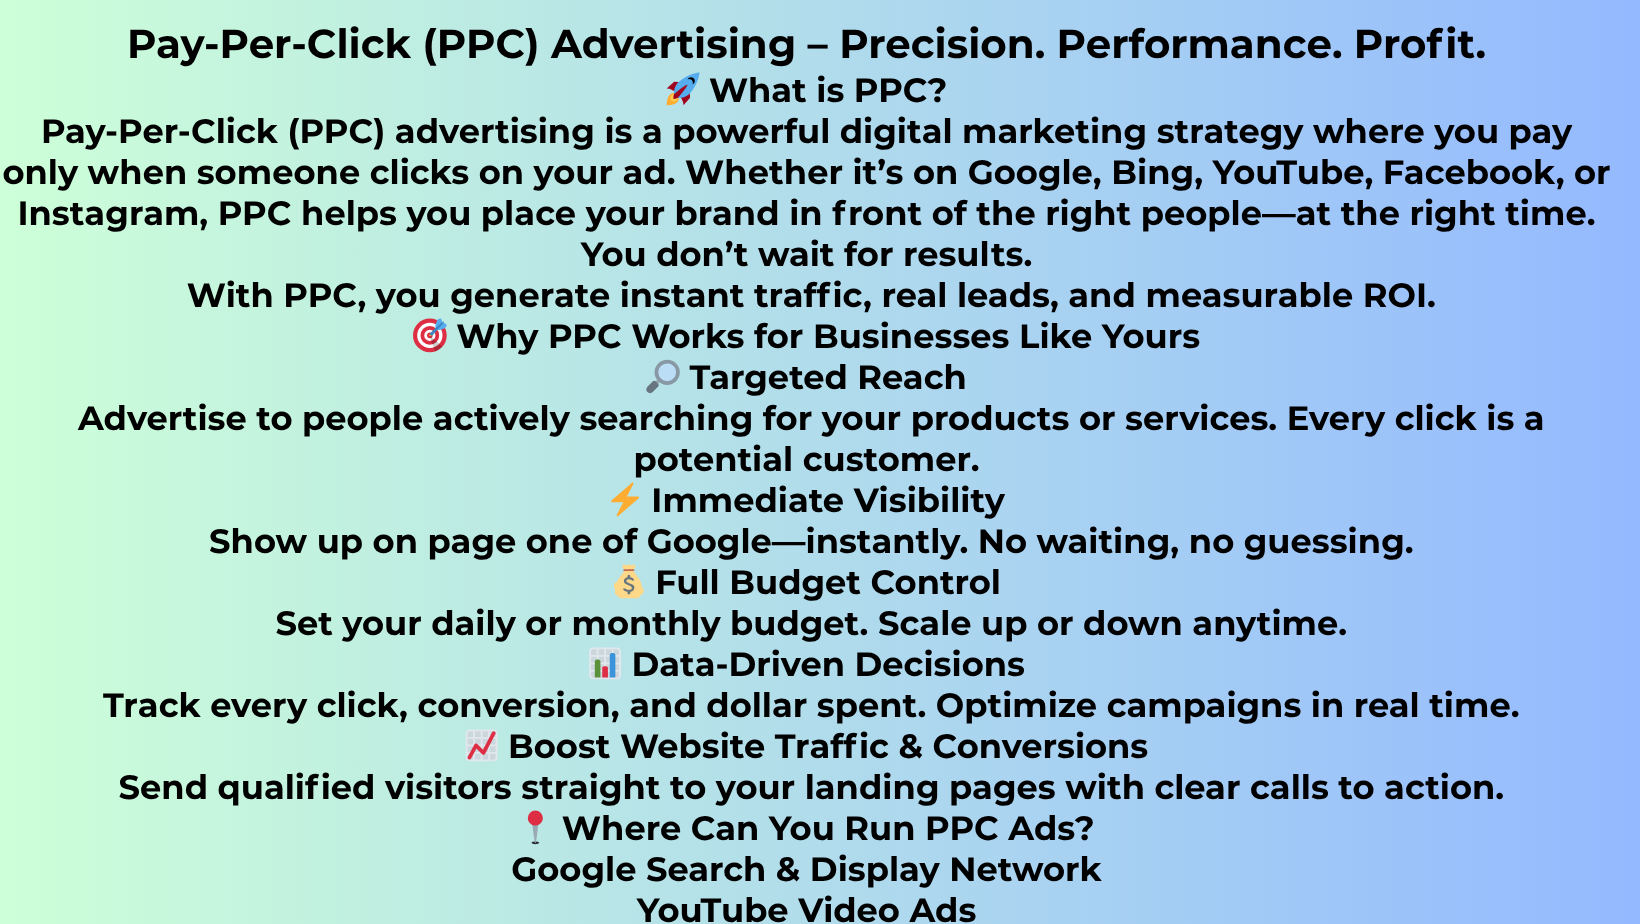 Pay-Per-Click (PPC) Advertising – Precision. Performance. Profit.
🚀 What is PPC?
Pay-Per-Click (PPC) advertising is a powerful digital marketing strategy where you pay
only when someone clicks on your ad. Whether it’s on Google, Bing, YouTube, Facebook, or
Instagram, PPC helps you place your brand in front of the right people—at the right time.
You don’t wait for results.
With PPC, you generate instant traffic, real leads, and measurable ROI.
🎯 Why PPC Works for Businesses Like Yours
🔎 Targeted Reach
Advertise to people actively searching for your products or services. Every click is a
potential customer.
⚡ Immediate Visibility
Show up on page one of Google—instantly. No waiting, no guessing.
💰 Full Budget Control
Set your daily or monthly budget. Scale up or down anytime.
📊 Data-Driven Decisions
Track every click, conversion, and dollar spent. Optimize campaigns in real time.
📈 Boost Website Traffic & Conversions
Send qualified visitors straight to your landing pages with clear calls to action.
📍 Where Can You Run PPC Ads?
Google Search & Display Network
YouTube Video Ads